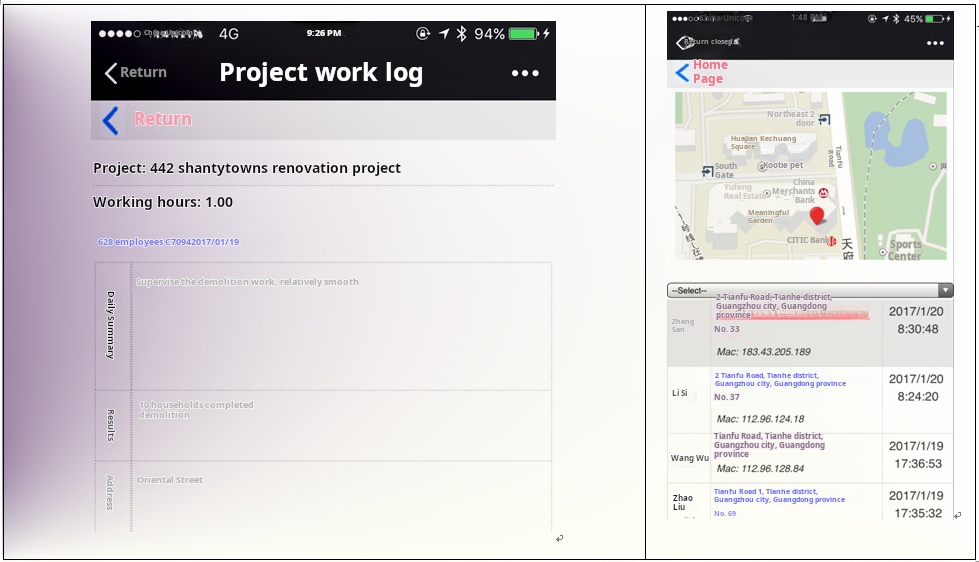 4G
9:26 PM
94%
Return
Project work log
Return
Project: 442 shantytowns renovation project
Working hours: 1.00
628 employees C70942017/01/19
Daily summary
Supervise the demolition work, relatively smooth
Results
10 households completed
demolition
Address
Oriental Street
1:48
45%
Return closed
Home
Page
Northeast 2
door
Huajian Kechuang
Square
Tianfu
Road
South
Gate
Kootie pet
Yufeng
Real Estate
China
Merchants
Bank
Meaningful
Garden
CITIC Bank
天
府
Sports
Center
--Select--
Zhang
San
2 Tianfu Road, Tianhe district,
Guangzhou city, Guangdong
province
No. 33
Mac: 183.43.205.189
2017/1/20
8:30:48
Li Si
2 Tianfu Road, Tianhe district,
Guangzhou city, Guangdong province
No. 37
Mac: 112.96.124.18
2017/1/20
8:24:20
Wang Wu
Tianfu Road, Tianhe district,
Guangzhou city, Guangdong
province
Mac: 112.96.128.84
2017/1/19
17:36:53
Zhao
Liu
Tianfu Road 1, Tianhe district,
Guangzhou city, Guangdong province
No. 69
2017/1/19
17:35:32